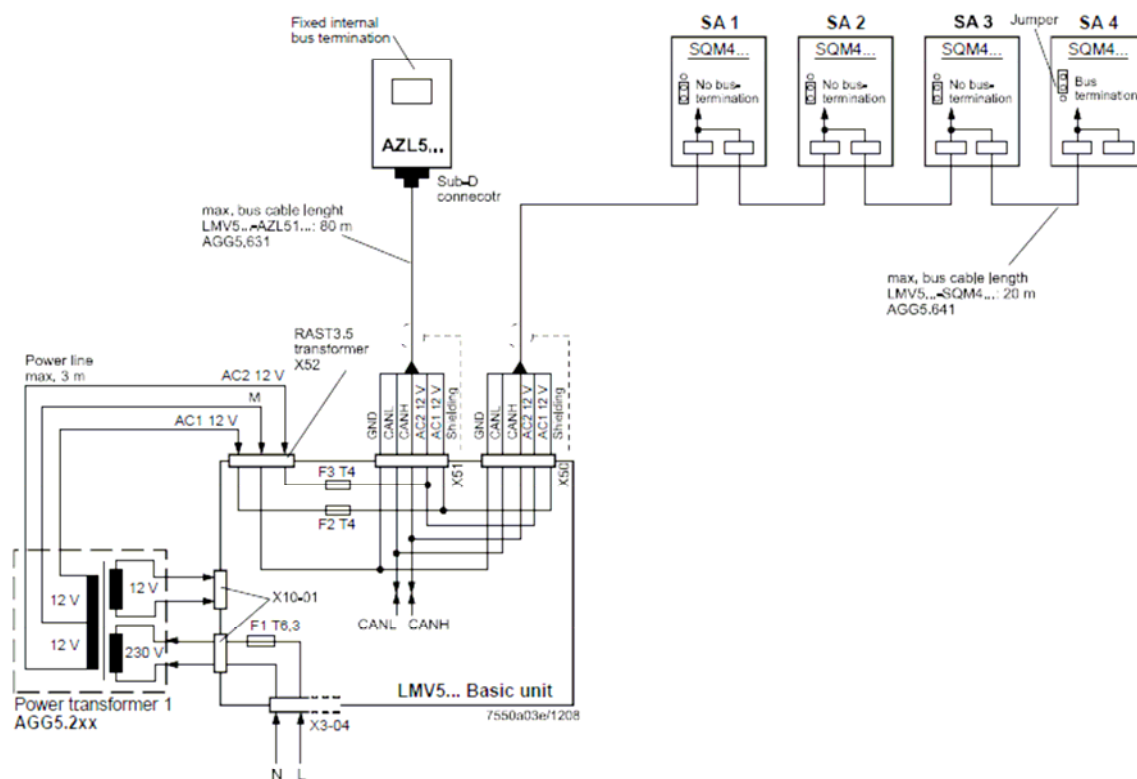 Fixed internal
bus termination
AZL5...
Sub-D
connecotr
max, bus cable lenght
LMV5...-AZL51...: 80 m
AGG5,631
SA 1
SQM4...
No bus-
termination
SA 2
SQM4...
No bus-
termination
SA 3
SQM4...
No bus-
termination
Jumper
SA 4
SQM4...
Bus
termination
max, bus cable length
LMV5...-SQM4...: 20 m
AGG5.641
RAST3.5
transformer
X52
Power line
max, 3 m
AC2 12 V
M
AC1 12 V
GND
CANL
CANH
AC2 12 V
AC1 12 V
Shielding
X51
GND
CANL
CANH
AC2 12 V
AC1 12 V
Shielding
X50
F3 T4
F2 T4
12 V
12 V
12 V
230 V
X10-01
F1 T6,3
CANL
CANH
LMV5... Basic unit
7550a03e/1208
Power transformer 1
AGG5.2xx
X3-04
N
L